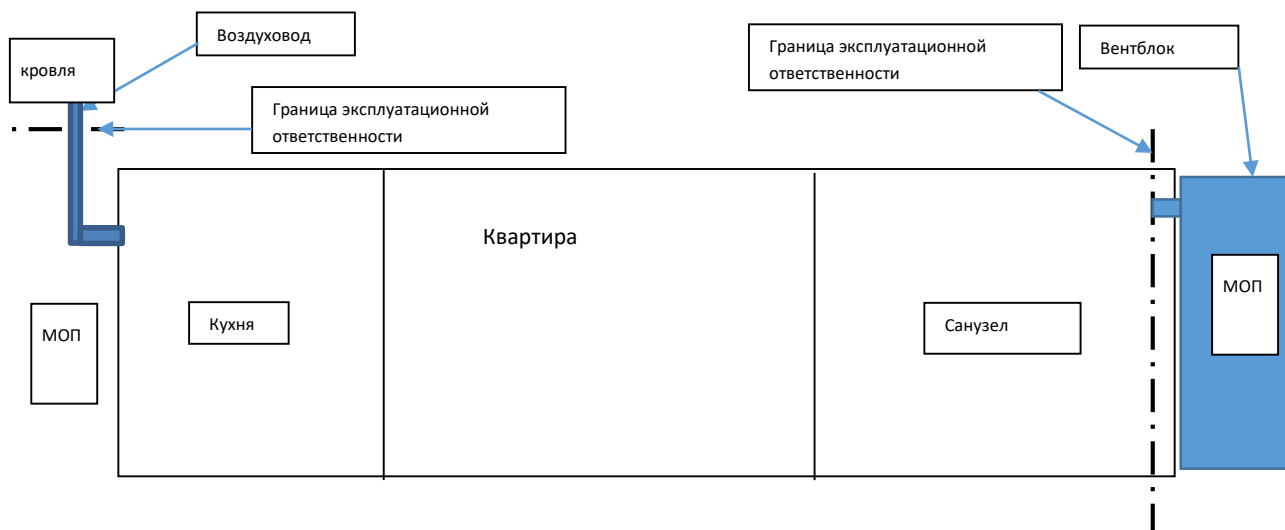 Воздуховод
кровля
Граница эксплуатационной
ответственности
Граница эксплуатационной
ответственности
Вентблок
Квартира
МОП
Кухня
Санузел
МОП